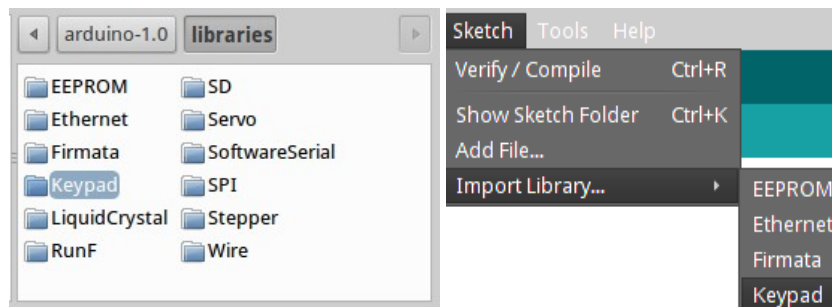 arduino-1.0 libraries
EEPROM
Ethernet
Firmata
Keypad
LiquidCrystal
RunF
SD
Servo
SoftwareSerial
SPI
Stepper
Wire
Sketch Tools Help
Verify / Compile Ctrl+R
Show Sketch Folder Ctrl+K
Add File...
Import Library...
EEPROM
Ethernet
Firmata
Keypad